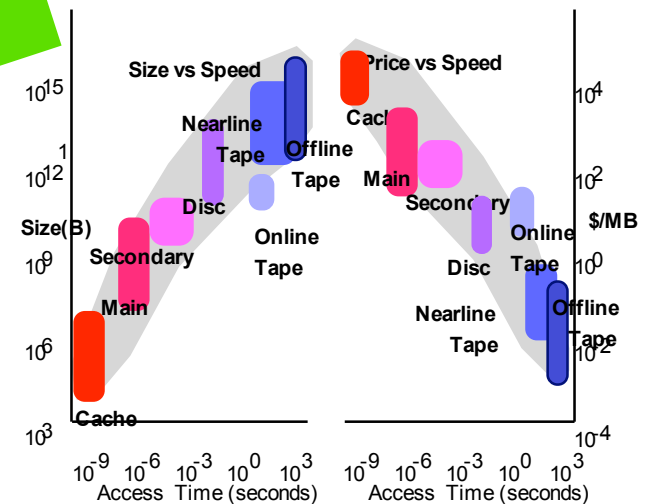 Size vs Speed
10 15
Nearline
Tape
Offline
Tape
1
10 12
Disc
Size(B)
Online
Tape
Secondary
10 9
Main
10 6
Cache
10 3
10 -9 10 -6 10 -3 10 0 10 3
Access Time (seconds)
Price vs Speed
10 4
Cache
Main
10 2
Secondary
$/MB
Online
Tape
Disc
10 0
Nearline
Tape
Offline
Tape
10 -2
10 -4
10 -9 10 -6 10 -3 10 0 10 3
Access Time (seconds)